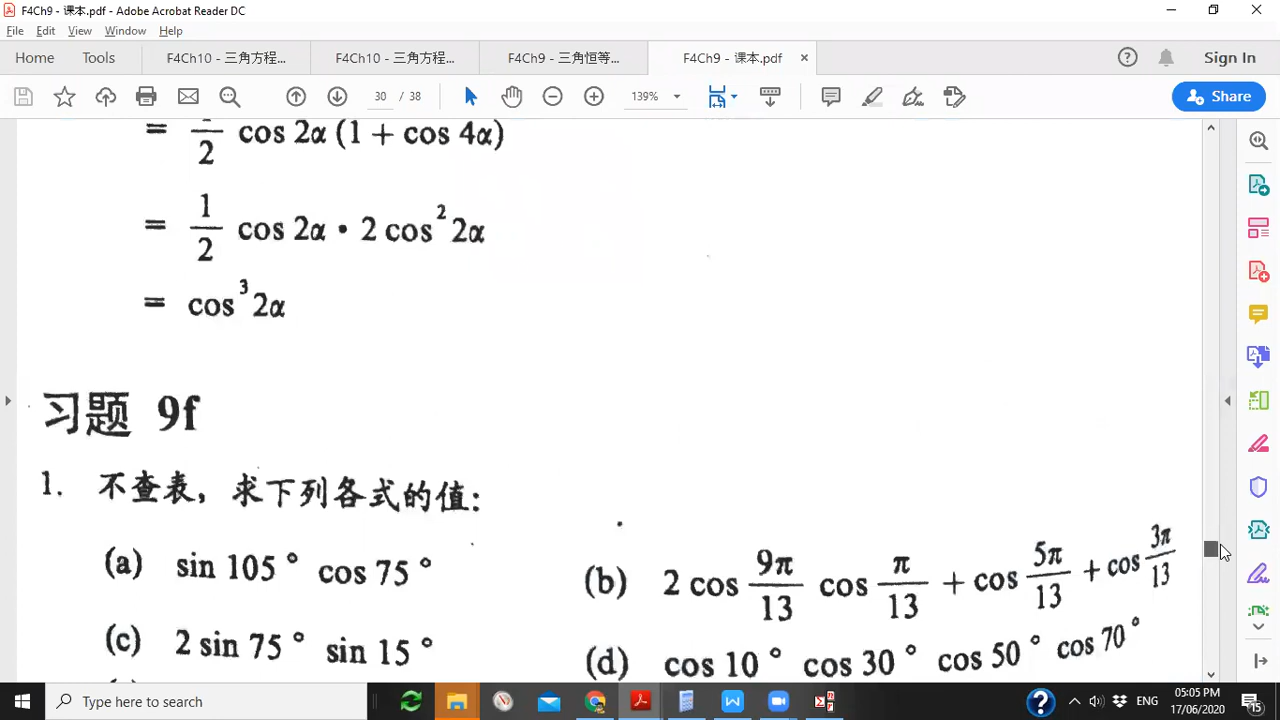 F4Ch9 - 课本.pdf - Adobe Acrobat Reader DC
File Edit View Window Help
Home Tools F4Ch10 - 三角方程... F4Ch10 - 三角方程... F4Ch9 - 三角恒等... F4Ch9 - 课本.pdf × Sign In
30 / 38 139% Share
= 1/2 cos 2α (1 + cos 4α)
= 1/2 cos 2α • 2 cos² 2α
= cos³ 2α
习题 9f
1. 不查表，求下列各式的值：
(a) sin 105° cos 75° (b) 2 cos 9π/13 cos π/13 + cos 5π/13 + cos 3π/13
(c) 2 sin 75° sin 15° (d) cos 10° cos 30° cos 50° cos 70°
Type here to search ENG 05:05 PM
17/06/2020 15